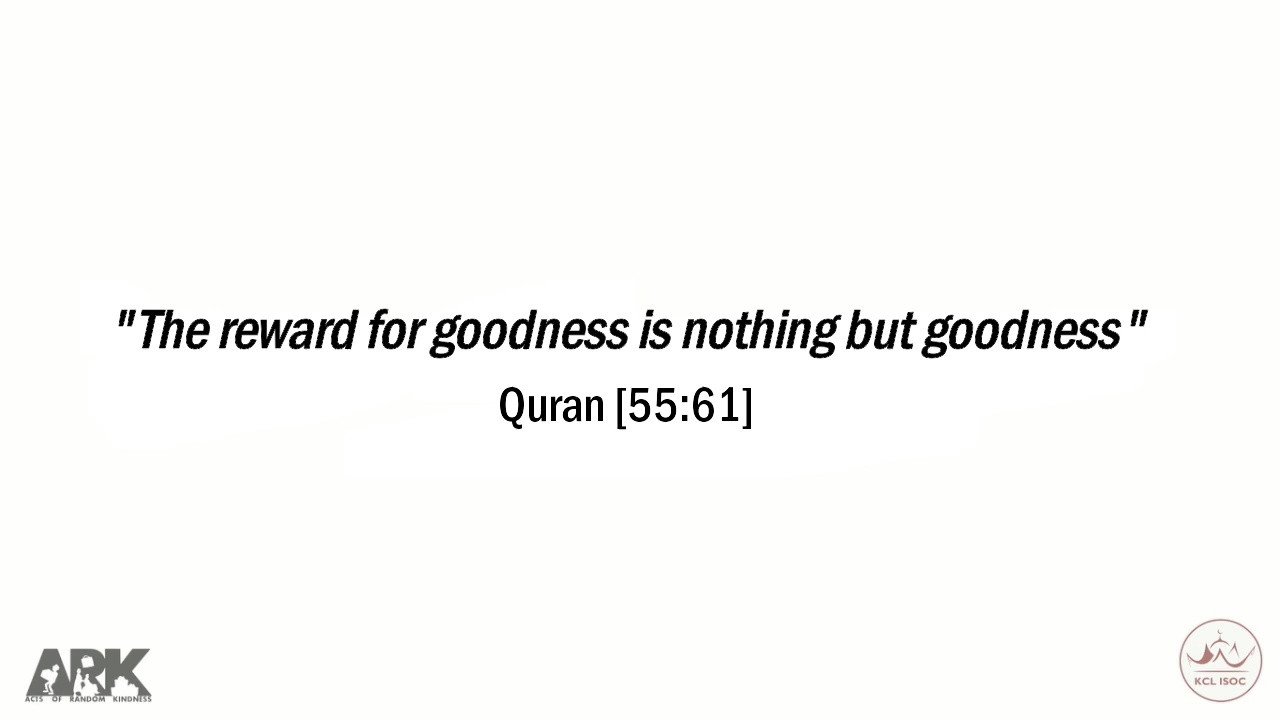 "The reward for goodness is nothing but goodness"
Quran [55:61]
ARK
ACTS OF RANDOM KINDNESS
KCL ISOC